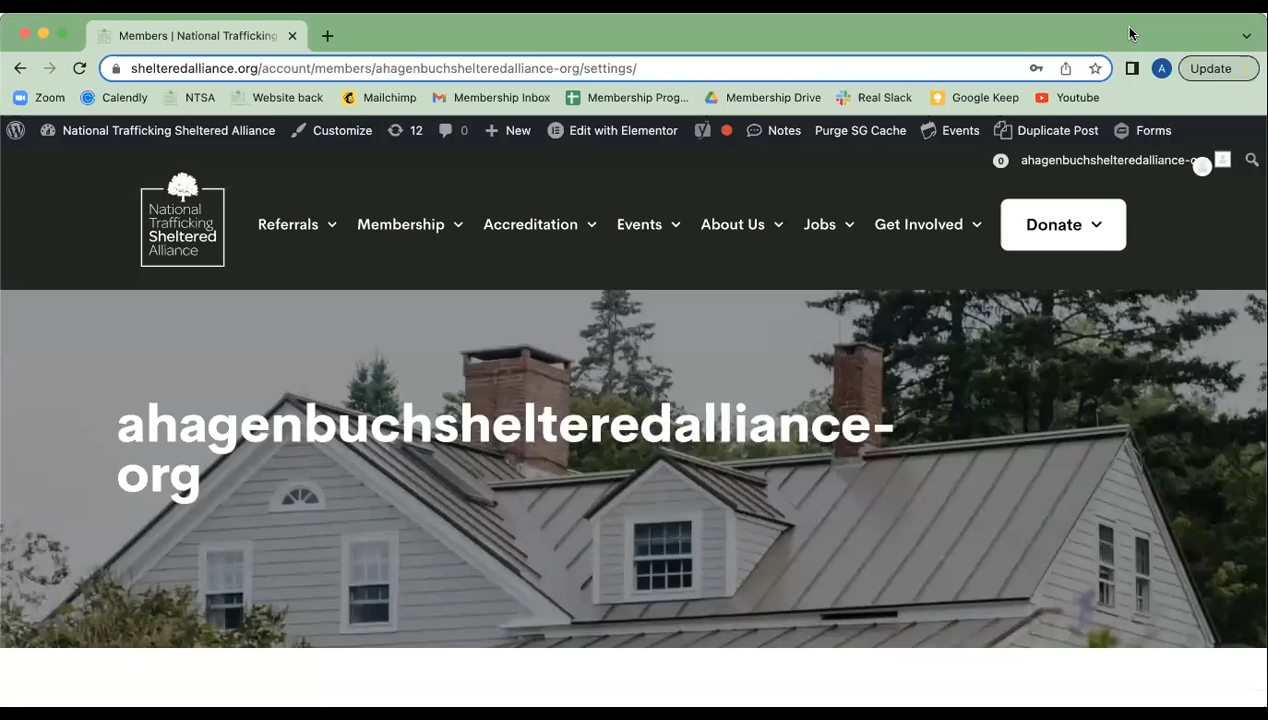 Members | National Trafficking
shelteredalliance.org/account/members/ahagenbuchshelteredalliance-org/settings/
A
Update
Zoom
Calendly
NTSA
Website back
Mailchimp
Membership Inbox
Membership Prog...
Membership Drive
Real Slack
Google Keep
Youtube
National Trafficking Sheltered Alliance
Customize
12
0
New
Edit with Elementor
Notes
Purge SG Cache
Events
Duplicate Post
Forms
0
ahagenbuchshelteredalliance-o
National
Trafficking
Sheltered
Alliance
Referrals
Membership
Accreditation
Events
About Us
Jobs
Get Involved
Donate
ahagenbuchshelteredalliance-
org